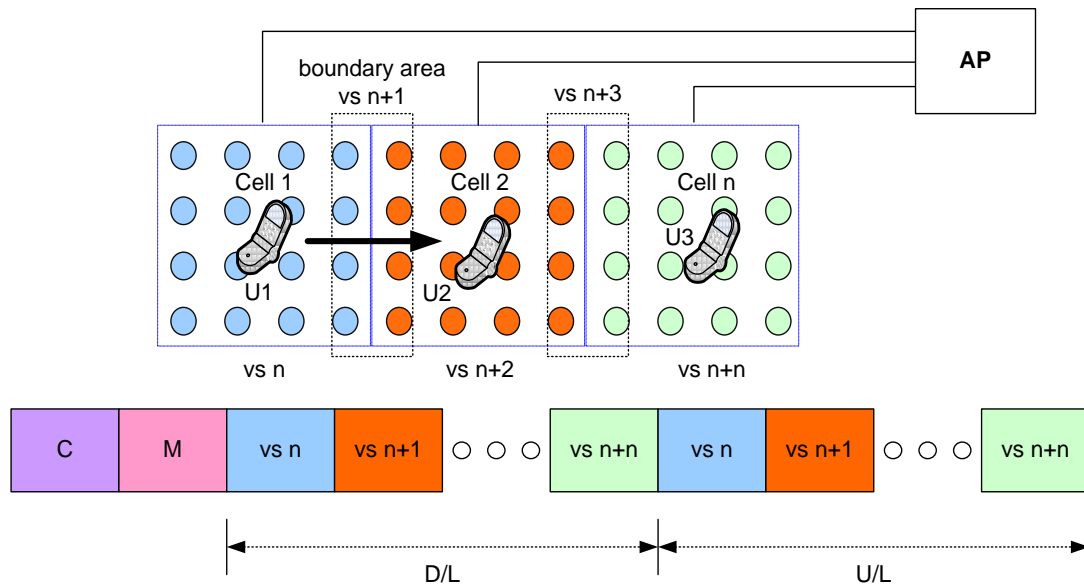 AP
boundary area
vs n+1
vs n+3
Cell 1
Cell 2
Cell n
U1
U2
U3
vs n
vs n+2
vs n+n
C
M
vs n
vs n+1
vs n+n
vs n
vs n+1
vs n+n
D/L
U/L